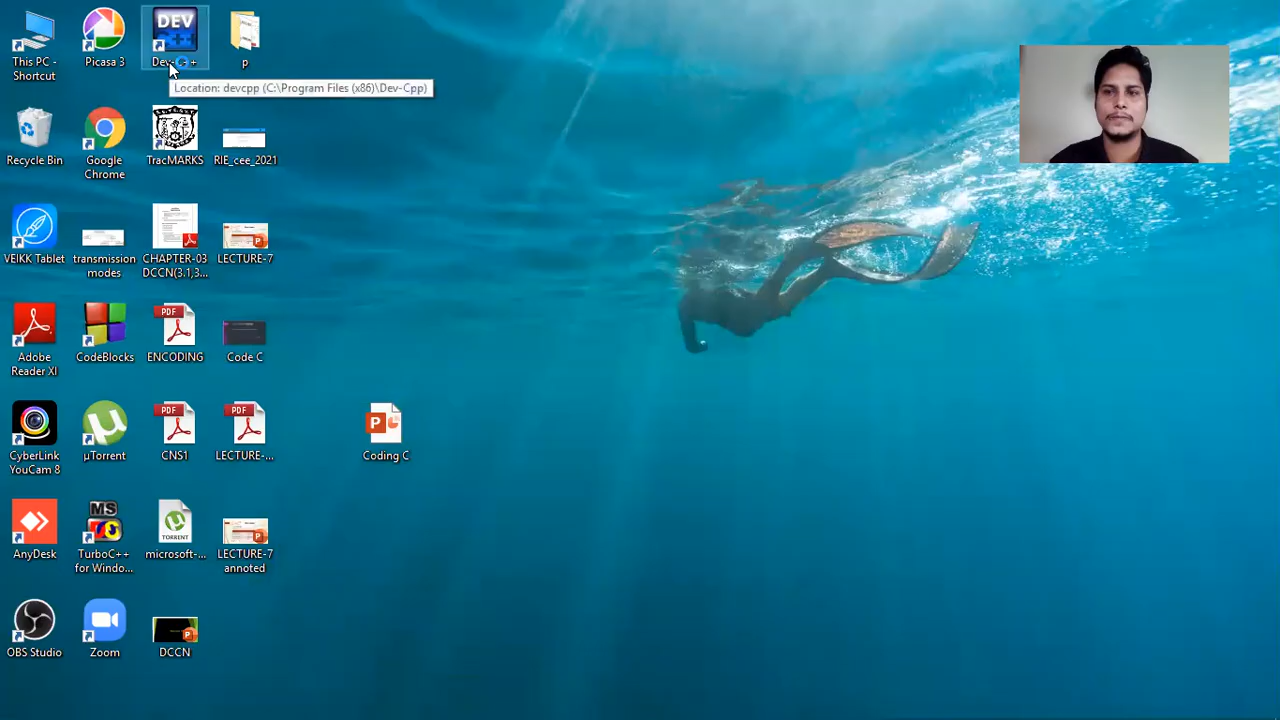 This PC -
Shortcut
Picasa 3
DEV
C++
p
Location: devcpp (C:\Program Files (x86)\Dev-Cpp)
Recycle Bin
Google
Chrome
TracMARKS
RIE_cee_2021
VEIKK Tablet
transmission
modes
CHAPTER-03
DCCN(3.1,3...
LECTURE-7
Adobe
Reader XI
CodeBlocks
PDF
ENCODING
Code C
CyberLink
YouCam 8
µTorrent
PDF
CNS1
PDF
LECTURE-...
Coding C
AnyDesk
MS
TurboC++
for Windo...
TORRENT
microsoft-...
LECTURE-7
annoted
OBS Studio
Zoom
DCCN